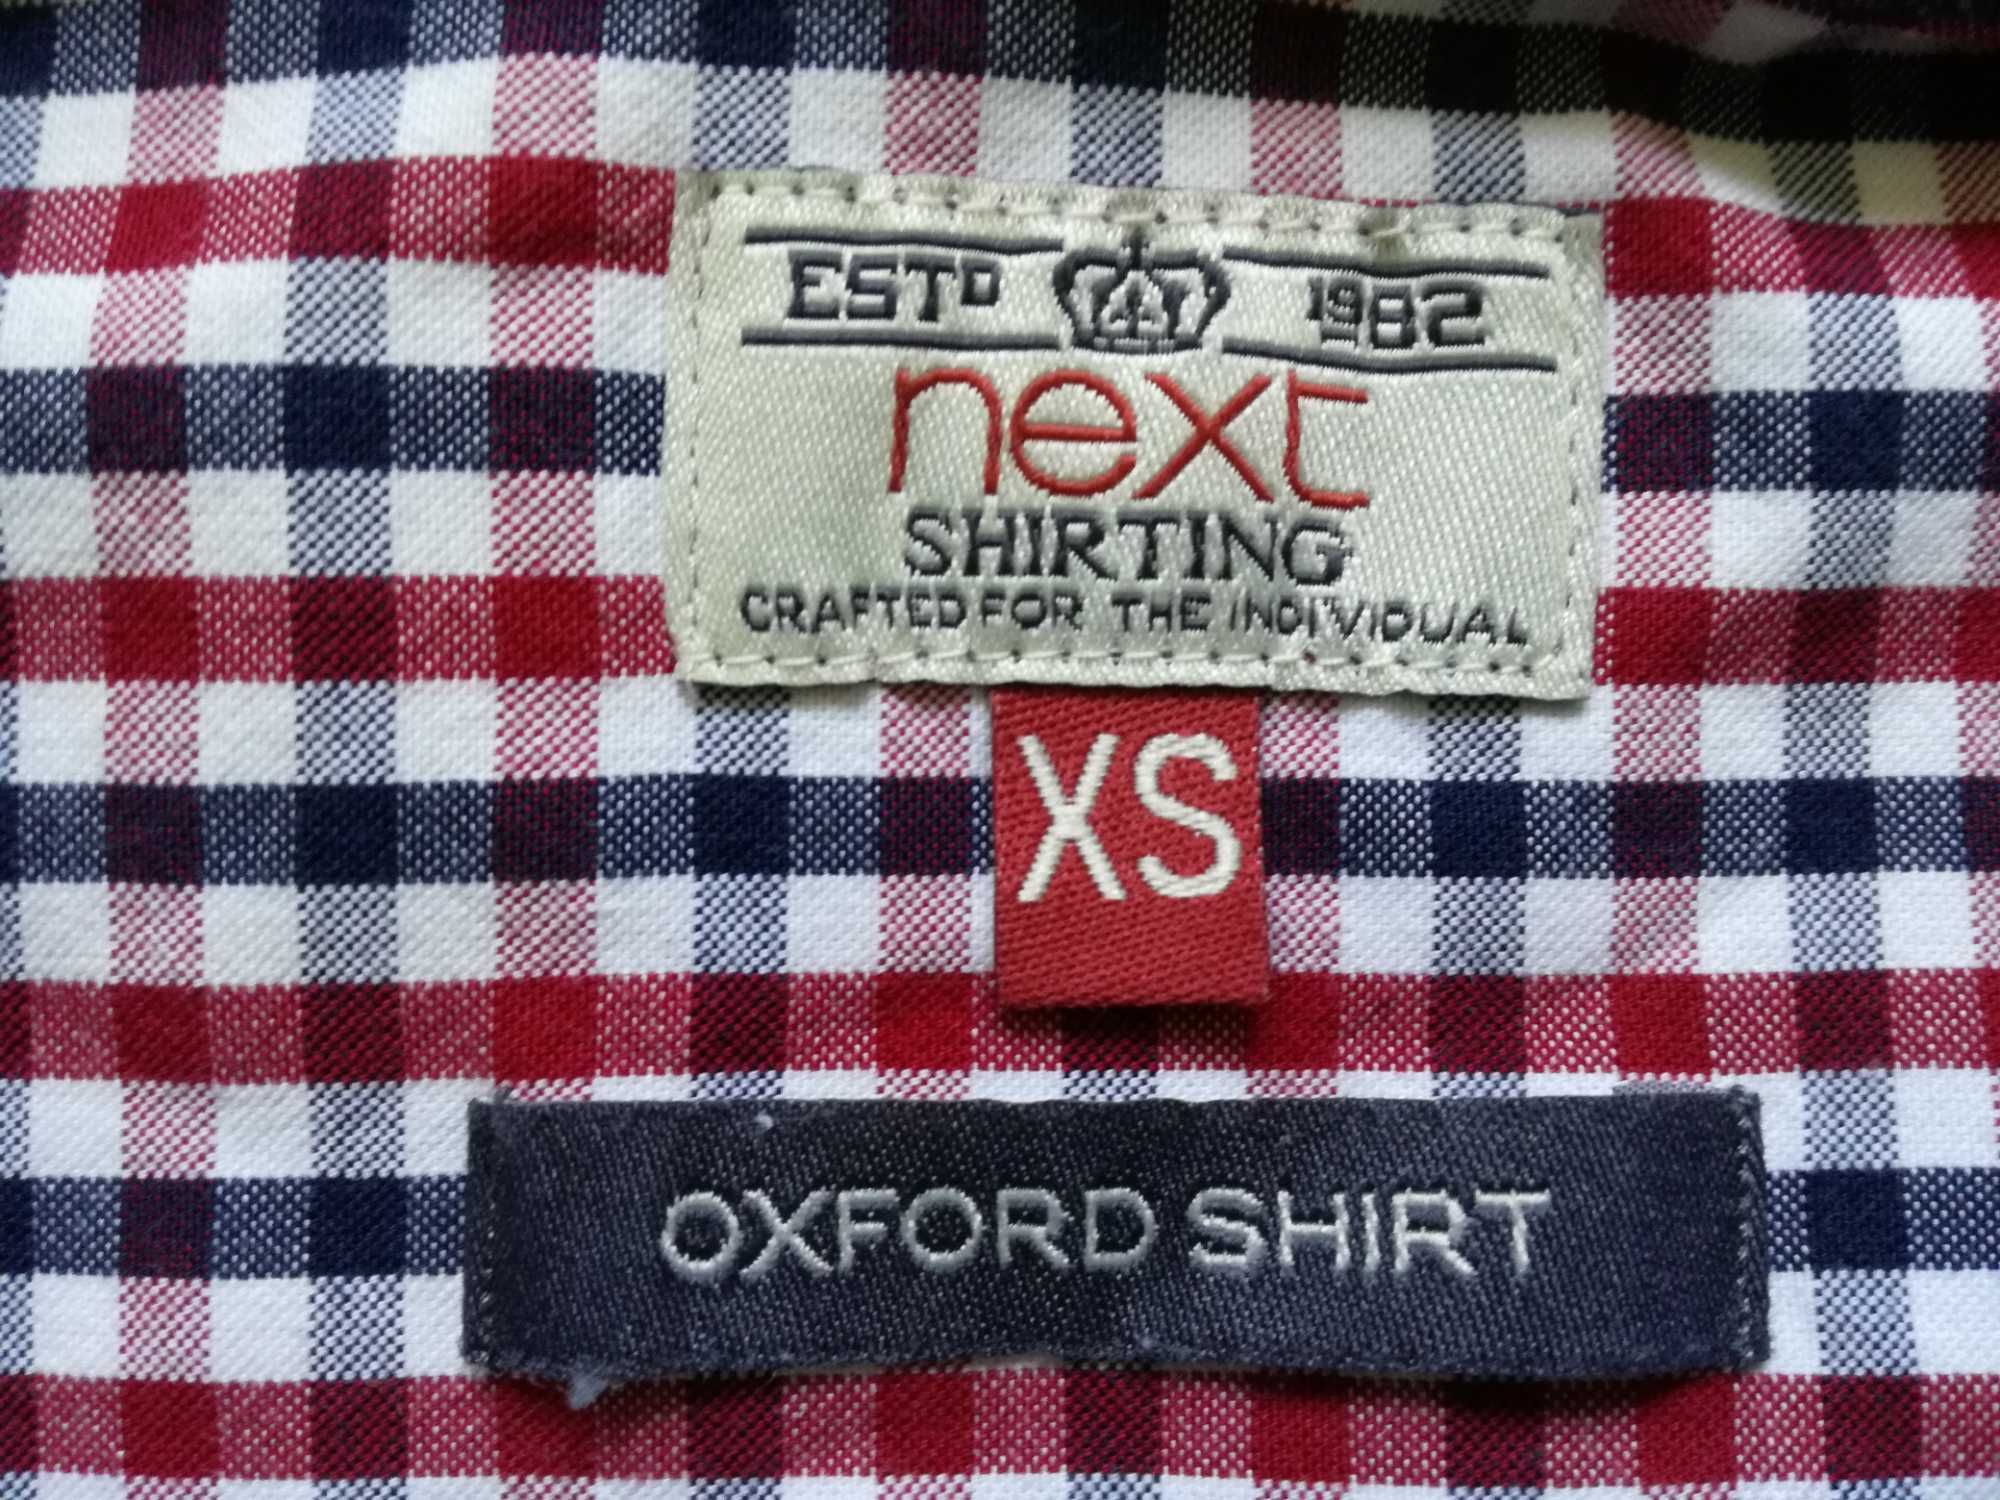 ESTD 1982
next
SHIRTING
CRAFTED FOR THE INDIVIDUAL
XS
OXFORD SHIRT